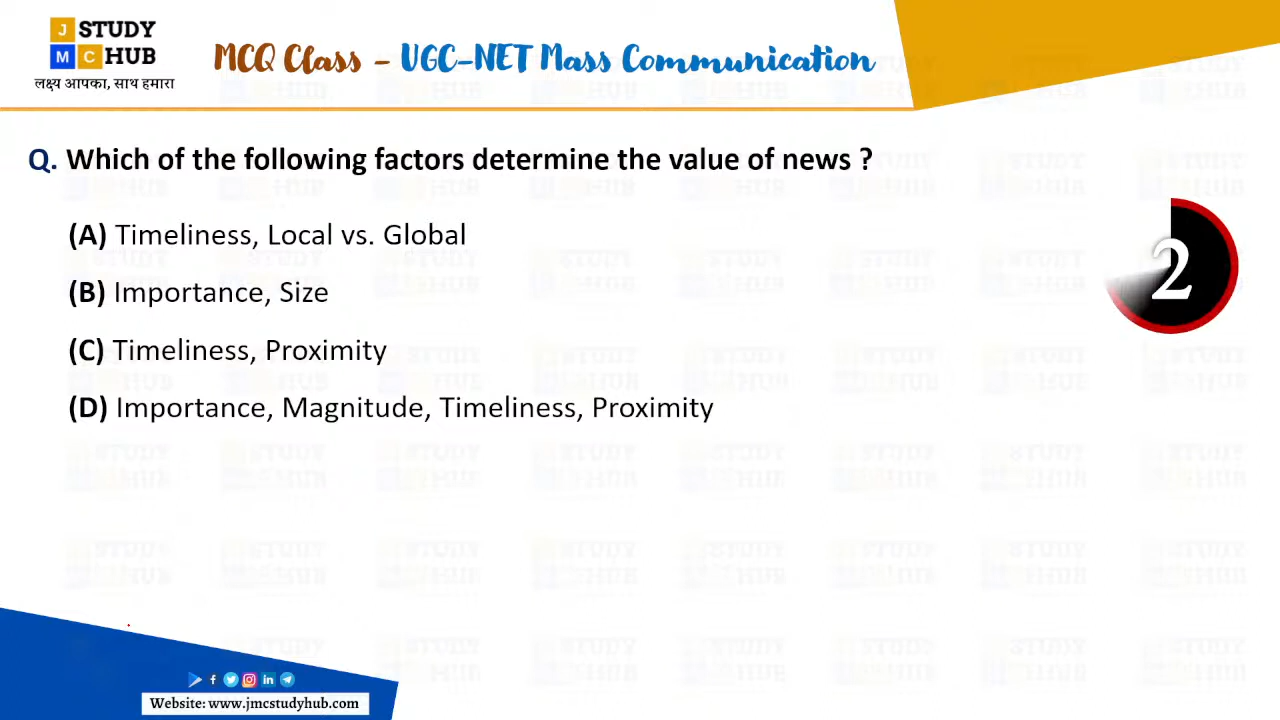 J STUDY
MC HUB
लक्ष्य आपका, साथ हमारा
MCQ Class - UGC-NET Mass Communication
Q. Which of the following factors determine the value of news ?
(A) Timeliness, Local vs. Global
(B) Importance, Size
(C) Timeliness, Proximity
(D) Importance, Magnitude, Timeliness, Proximity
2
Website: www.jmcstudyhub.com